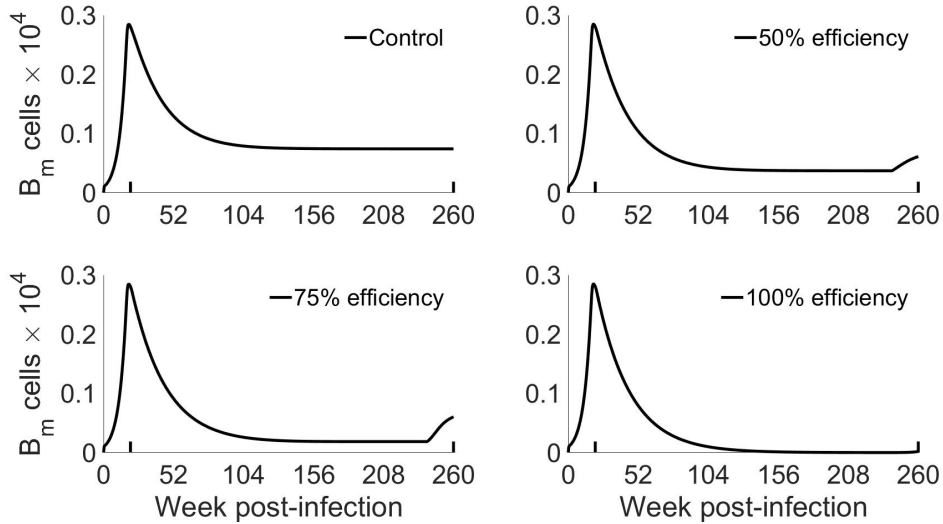 B_m cells × 10^4
0.3
0.2
0.1
0
Control
0 52 104 156 208 260
0.3
0.2
0.1
0
50% efficiency
0 52 104 156 208 260
B_m cells × 10^4
0.3
0.2
0.1
0
75% efficiency
0 52 104 156 208 260
Week post-infection
0.3
0.2
0.1
0
100% efficiency
0 52 104 156 208 260
Week post-infection